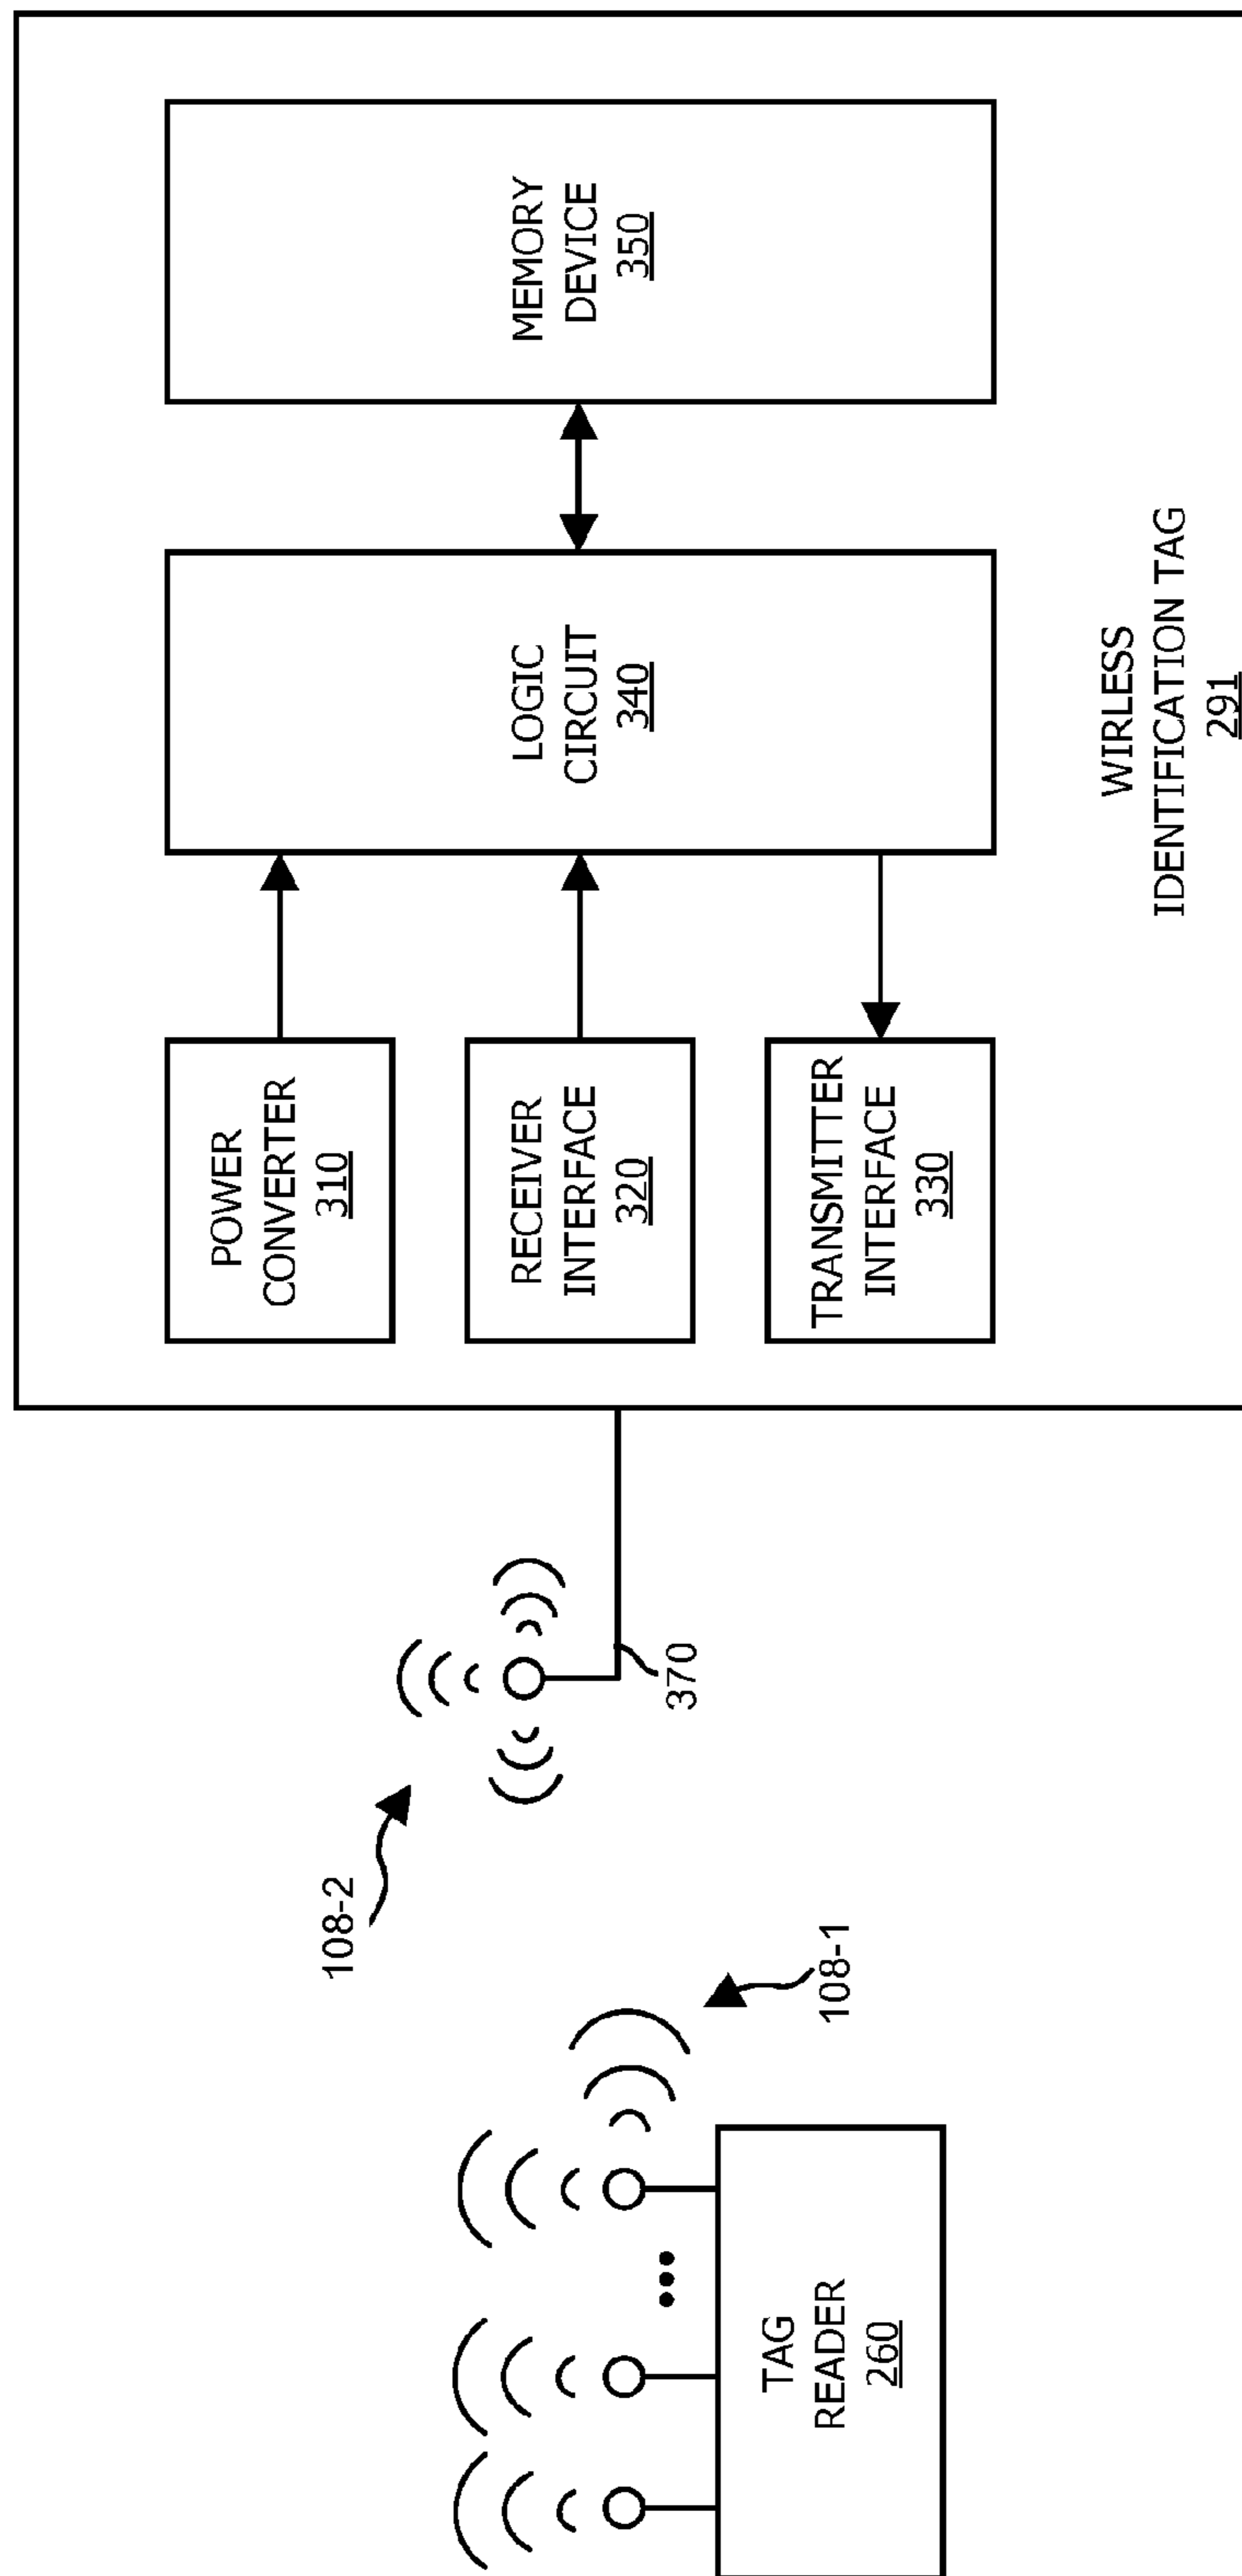 TAG
READER
260
108-1
108-2
370
POWER
CONVERTER
310
RECEIVER
INTERFACE
320
TRANSMITTER
INTERFACE
330
LOGIC
CIRCUIT
340
MEMORY
DEVICE
350
WIRLESS
IDENTIFICATION TAG
291